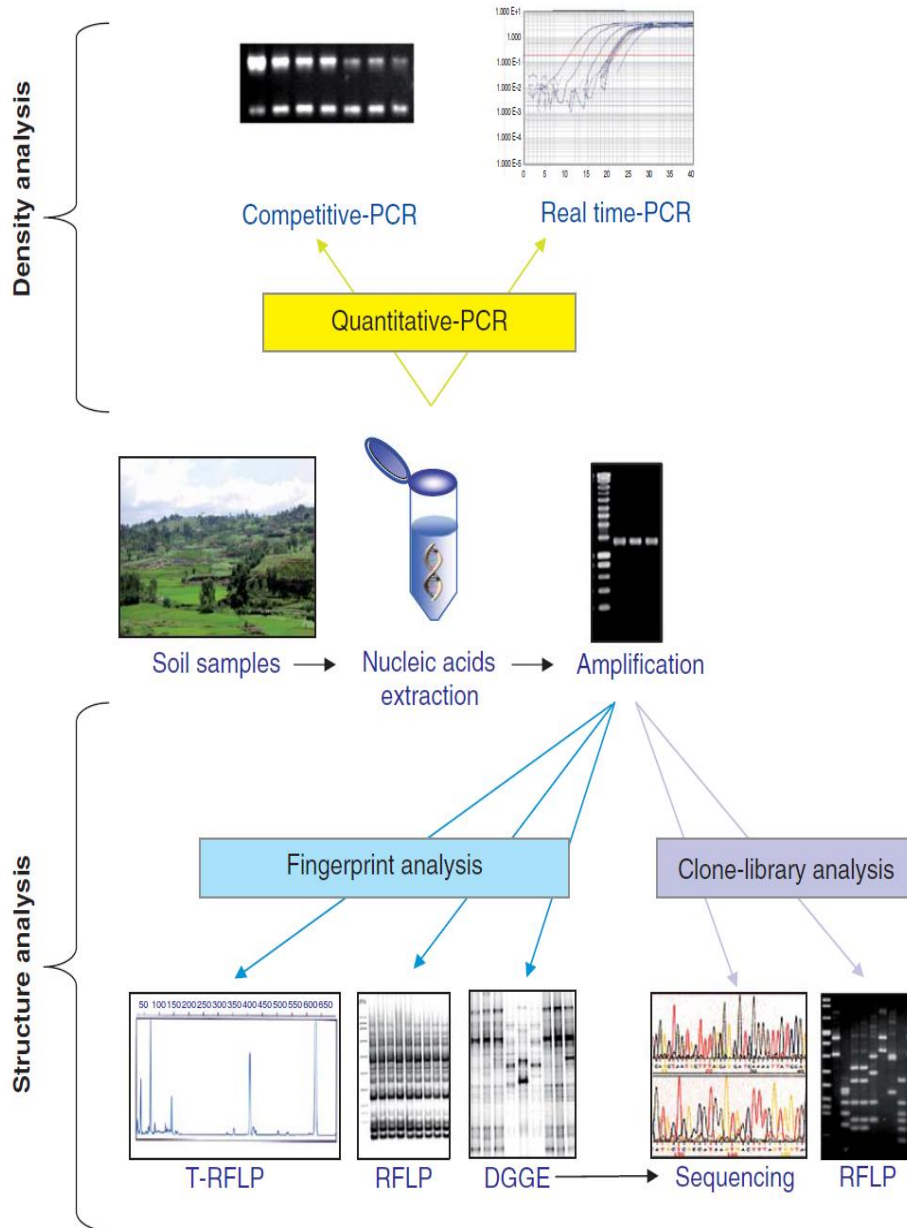 Density analysis
1.000 E+1
1.000
1.000 E-1
1.000 E-2
1.000 E-3
1.000 E-4
1.000 E-5
0 5 10 15 20 25 30 35 40
Competitive-PCR
Real time-PCR
Quantitative-PCR
Soil samples
Nucleic acids
extraction
Amplification
Structure analysis
Fingerprint analysis
Clone-library analysis
50 100 150 200 250 300 350 400 450 500 550 600 650
T-RFLP
RFLP
DGGE
Sequencing
RFLP